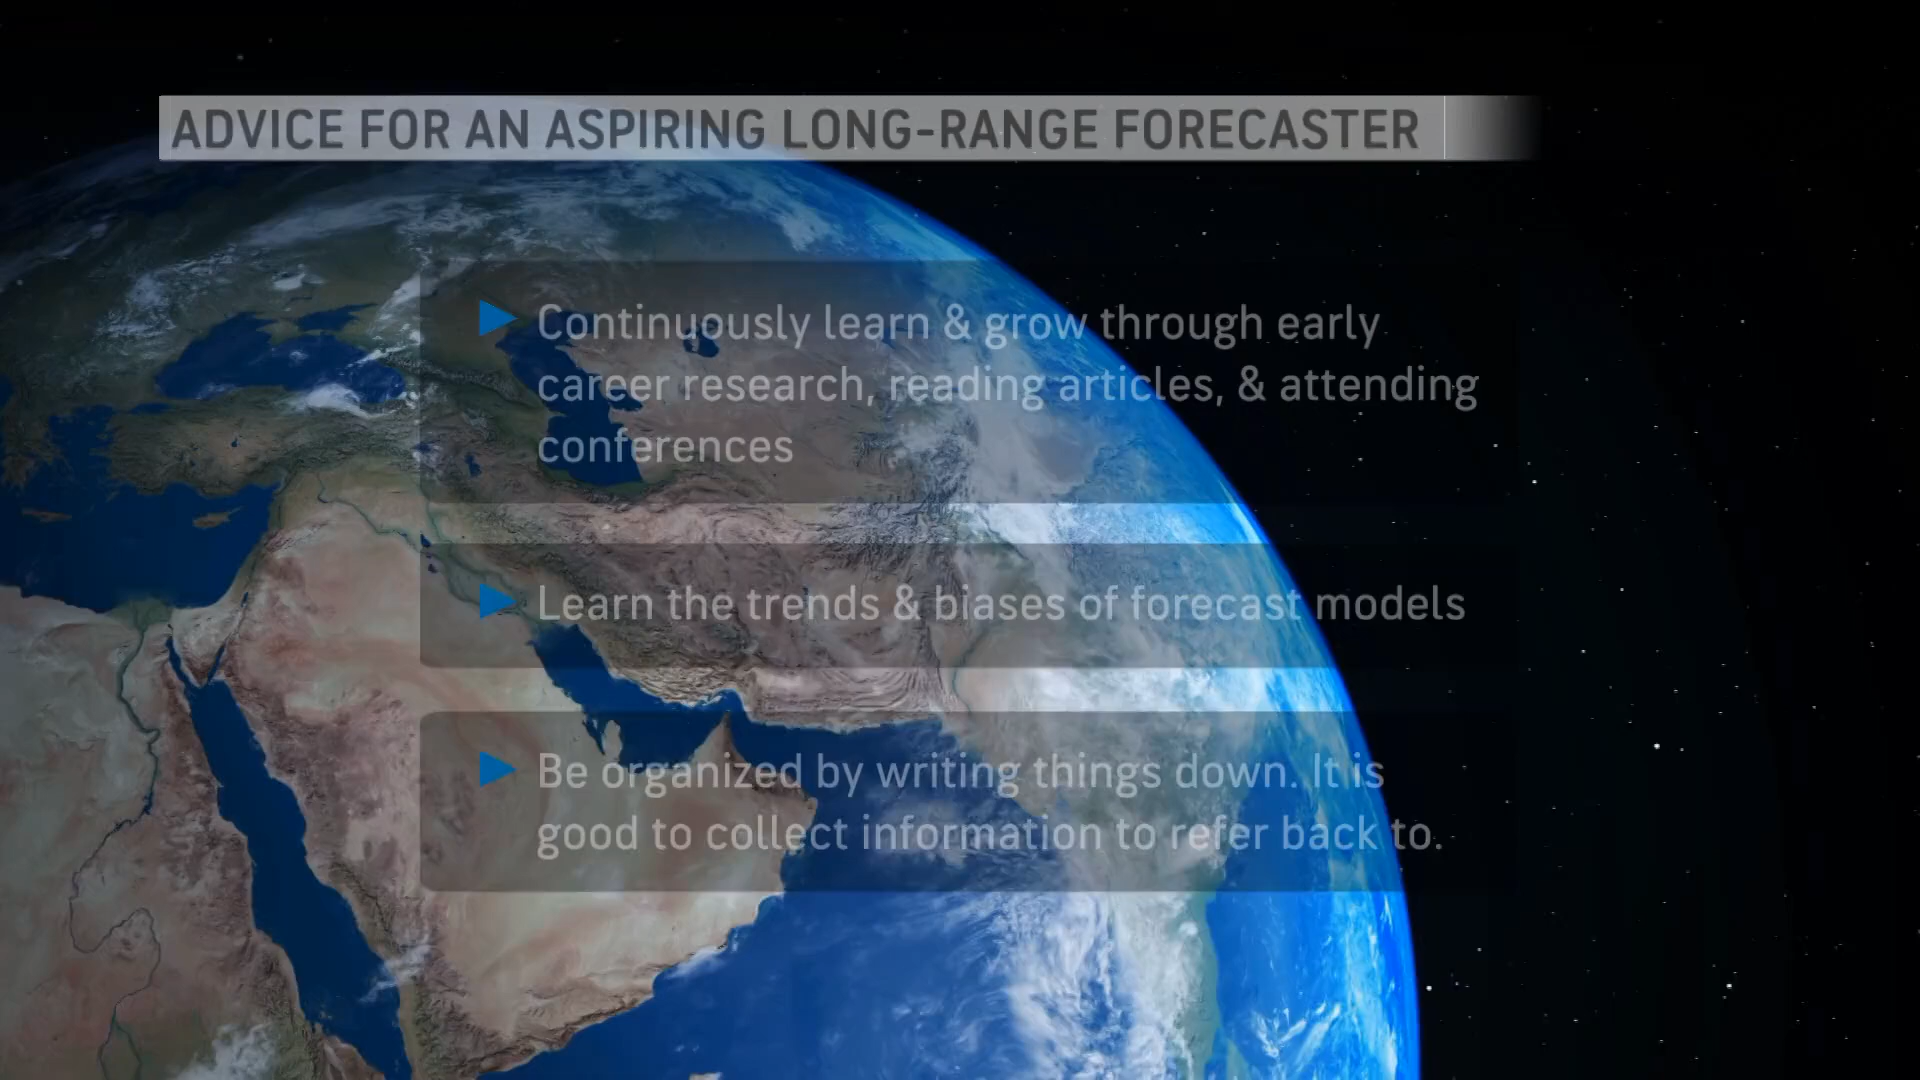 ADVICE FOR AN ASPIRING LONG-RANGE FORECASTER
Continuously learn & grow through early
career research, reading articles, & attending
conferences
Learn the trends & biases of forecast models
Be organized by writing things down. It is
good to collect information to refer back to.